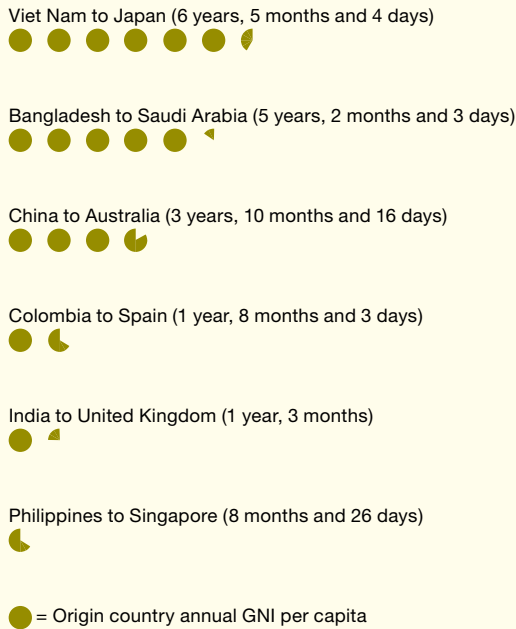 Viet Nam to Japan (6 years, 5 months and 4 days)
Bangladesh to Saudi Arabia (5 years, 2 months and 3 days)
China to Australia (3 years, 10 months and 16 days)
Colombia to Spain (1 year, 8 months and 3 days)
India to United Kingdom (1 year, 3 months)
Philippines to Singapore (8 months and 26 days)
= Origin country annual GNI per capita